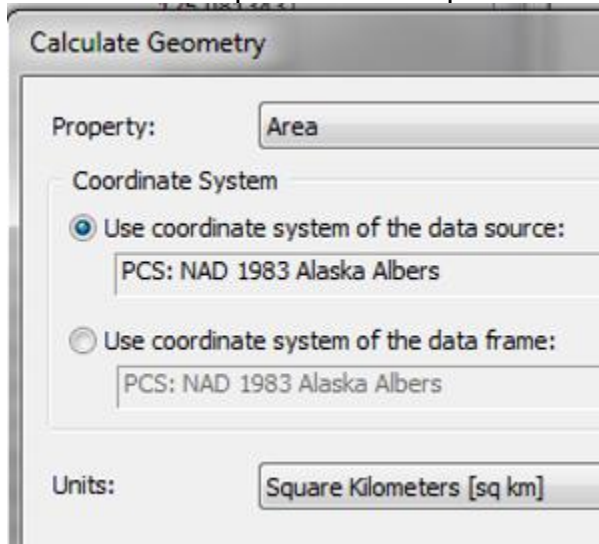 Calculate Geometry
Property: Area
Coordinate System
Use coordinate system of the data source:
PCS: NAD 1983 Alaska Albers
Use coordinate system of the data frame:
PCS: NAD 1983 Alaska Albers
Units: Square Kilometers [sq km]